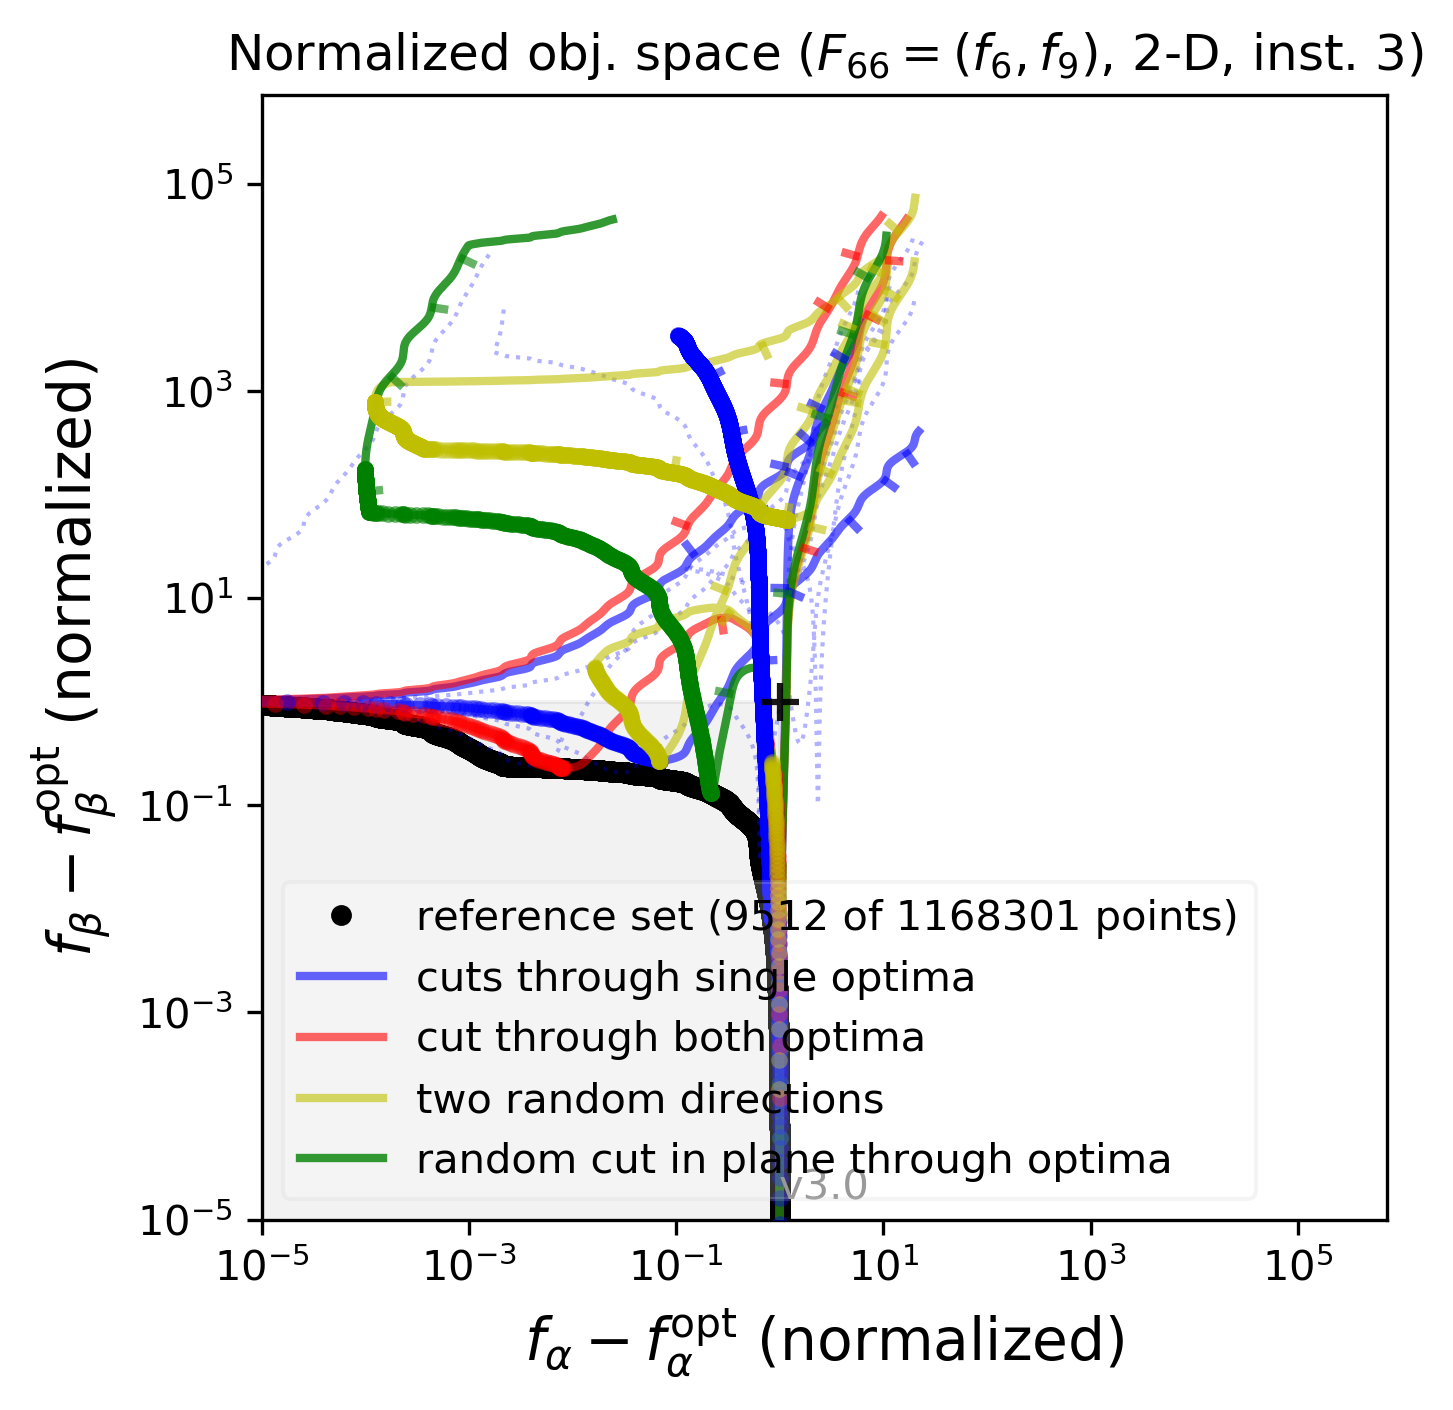 Normalized obj. space (F₆₆ = (f₆, f₉), 2-D, inst. 3)
f_β − f_β^opt (normalized)
10⁵
10³
10¹
10⁻¹
10⁻³
10⁻⁵
reference set (9512 of 1168301 points)
cuts through single optima
cut through both optima
two random directions
random cut in plane through optima
v3.0
10⁻⁵ 10⁻³ 10⁻¹ 10¹ 10³ 10⁵
f_α − f_α^opt (normalized)